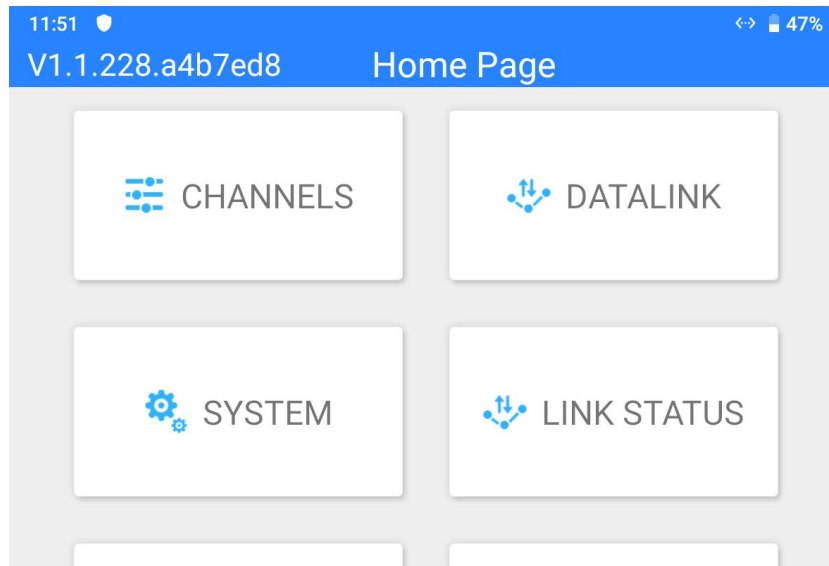 11:51 47%
V1.1.228.a4b7ed8 Home Page
CHANNELS DATALINK
SYSTEM LINK STATUS